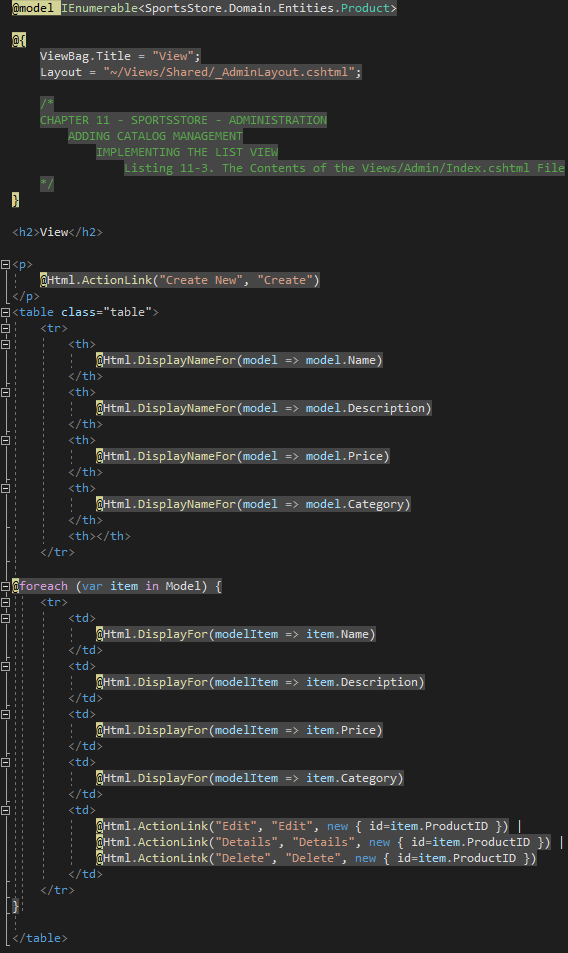 @model IEnumerable<SportsStore.Domain.Entities.Product>
@{
ViewBag.Title = "View";
Layout = "~/Views/Shared/_AdminLayout.cshtml";
/*
CHAPTER 11 - SPORTSSTORE - ADMINISTRATION
ADDING CATALOG MANAGEMENT
IMPLEMENTING THE LIST VIEW
Listing 11-3. The Contents of the Views/Admin/Index.cshtml File
*/
}
<h2>View</h2>
<p>
@Html.ActionLink("Create New", "Create")
</p>
<table class="table">
<tr>
<th>
@Html.DisplayNameFor(model => model.Name)
</th>
<th>
@Html.DisplayNameFor(model => model.Description)
</th>
<th>
@Html.DisplayNameFor(model => model.Price)
</th>
<th>
@Html.DisplayNameFor(model => model.Category)
</th>
<th></th>
</tr>
@foreach (var item in Model) {
<tr>
<td>
@Html.DisplayFor(modelItem => item.Name)
</td>
<td>
@Html.DisplayFor(modelItem => item.Description)
</td>
<td>
@Html.DisplayFor(modelItem => item.Price)
</td>
<td>
@Html.DisplayFor(modelItem => item.Category)
</td>
<td>
@Html.ActionLink("Edit", "Edit", new { id=item.ProductID }) |
@Html.ActionLink("Details", "Details", new { id=item.ProductID }) |
@Html.ActionLink("Delete", "Delete", new { id=item.ProductID })
</td>
</tr>
}
</table>